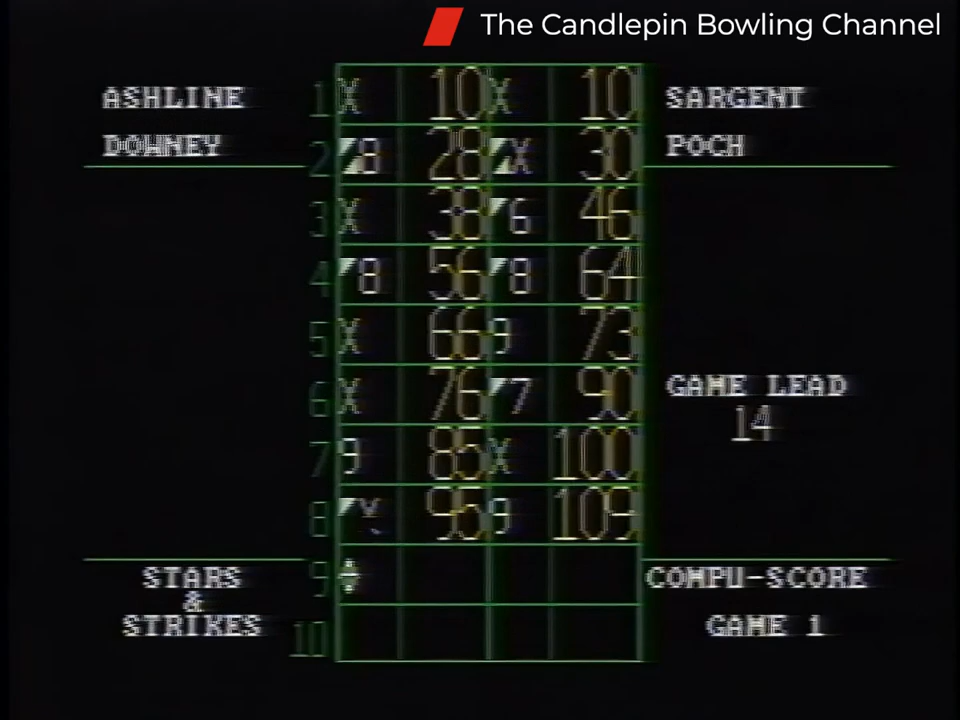 The Candlepin Bowling Channel
ASHLINE
DOWNEY
SARGENT
POCH
1 X 10 X 10
2 8 28 X 30
3 X 38 6 46
4 8 56 8 64
5 X 66 9 73
6 X 76 7 90
7 9 85 X 100
8 X 95 9 109
9
10
GAME LEAD
14
STARS
&
STRIKES
COMPU-SCORE
GAME 1